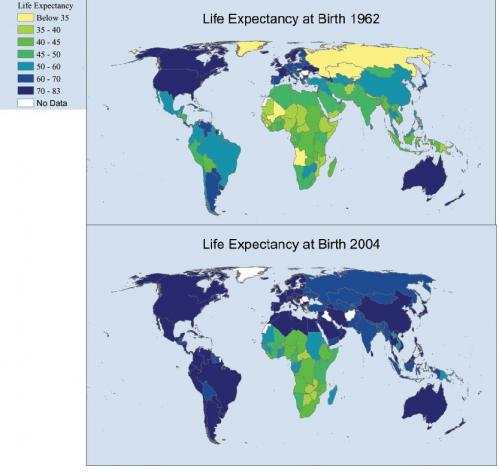 Life Expectancy
Below 35
35 - 40
40 - 45
45 - 50
50 - 60
60 - 70
70 - 83
No Data
Life Expectancy at Birth 1962
Life Expectancy at Birth 2004